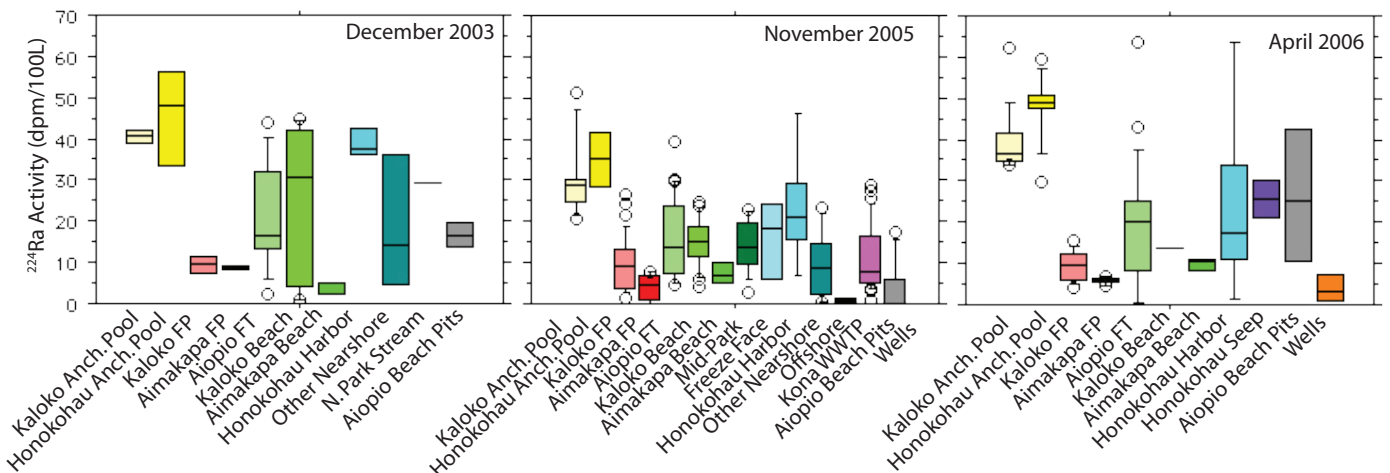 70
60
50
40
30
20
10
0
²²⁴Ra Activity (dpm/100L)
December 2003
Kaloko Anch. Pool
Honokohau Anch. Pool
Kaloko FP
Aimakapa FP
Aiopio FT
Kaloko Beach
Aimakapa Beach
Honokohau Harbor
Other Nearshore
N. Park Stream
Aiopio Beach Pits
November 2005
Kaloko Anch. Pool
Honokohau Anch. Pool
Kaloko FP
Aimakapa FP
Aiopio FT
Kaloko Beach
Aimakapa Beach
Mid-Park
Freeze Face
Honokohau Harbor
Other Nearshore
Offshore
Kona WWTP
Aiopio Beach Pits
Wells
April 2006
Kaloko Anch. Pool
Honokohau Anch. Pool
Kaloko FP
Aimakapa FP
Aiopio FT
Kaloko Beach
Aimakapa Beach
Honokohau Harbor
Honokohau Seep
Aiopio Beach Pits
Wells